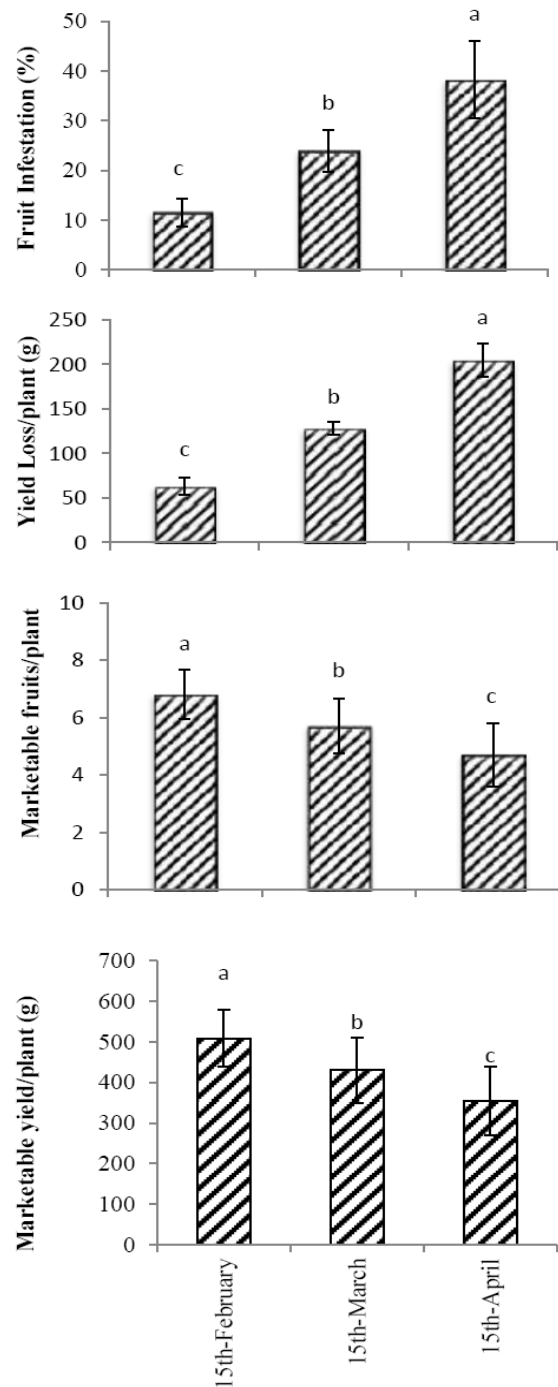 Fruit Infestation (%)
50
40
30
20
10
0
c
b
a
Yield Loss/plant (g)
250
200
150
100
50
0
c
b
a
Marketable fruits/plant
10
8
6
4
2
0
a
b
c
Marketable yield/plant (g)
700
600
500
400
300
200
100
0
a
b
c
15th-February
15th-March
15th-April